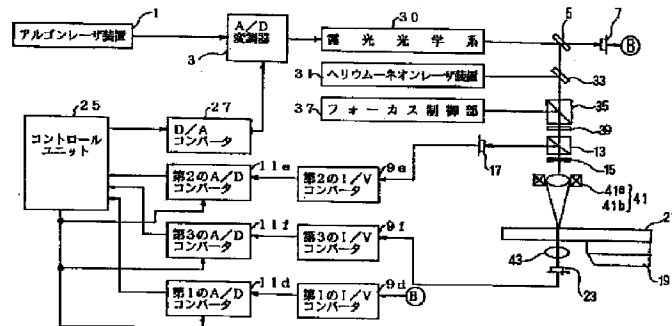 1
アルゴンレーザ装置
A/D
変調器
3
30
露光光学系
5
7
B
31
ヘリウムーネオンレーザ装置
33
37
フォーカス制御部
35
39
25
コントロール
ユニット
27
D/A
コンバータ
17
13
15
11e
第2のA/D
コンバータ
9e
第2のI/V
コンバータ
41a
41b
41
11f
第3のA/D
コンバータ
9f
第3のI/V
コンバータ
2
43
19
23
11d
第1のA/D
コンバータ
9d
第1のI/V
コンバータ
B